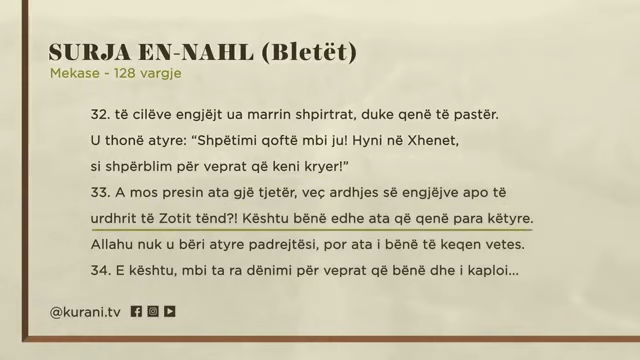 SURJA EN-NAHL (Bletët)
Mekase - 128 vargje
32. të cilëve engjëjt ua marrin shpirtrat, duke qenë të pastër.
U thonë atyre: “Shpëtimi qoftë mbi ju! Hyni në Xhenet,
si shpërblim për veprat që keni kryer!”
33. A mos presin ata gjë tjetër, veç ardhjes së engjëjve apo të
urdhrit të Zotit tënd?! Kështu bënë edhe ata që qenë para këtyre.
Allahu nuk u bëri atyre padrejtësi, por ata i bënë të keqen vetes.
34. E kështu, mbi ta ra dënimi për veprat që bënë dhe i kaploi...
@kurani.tv